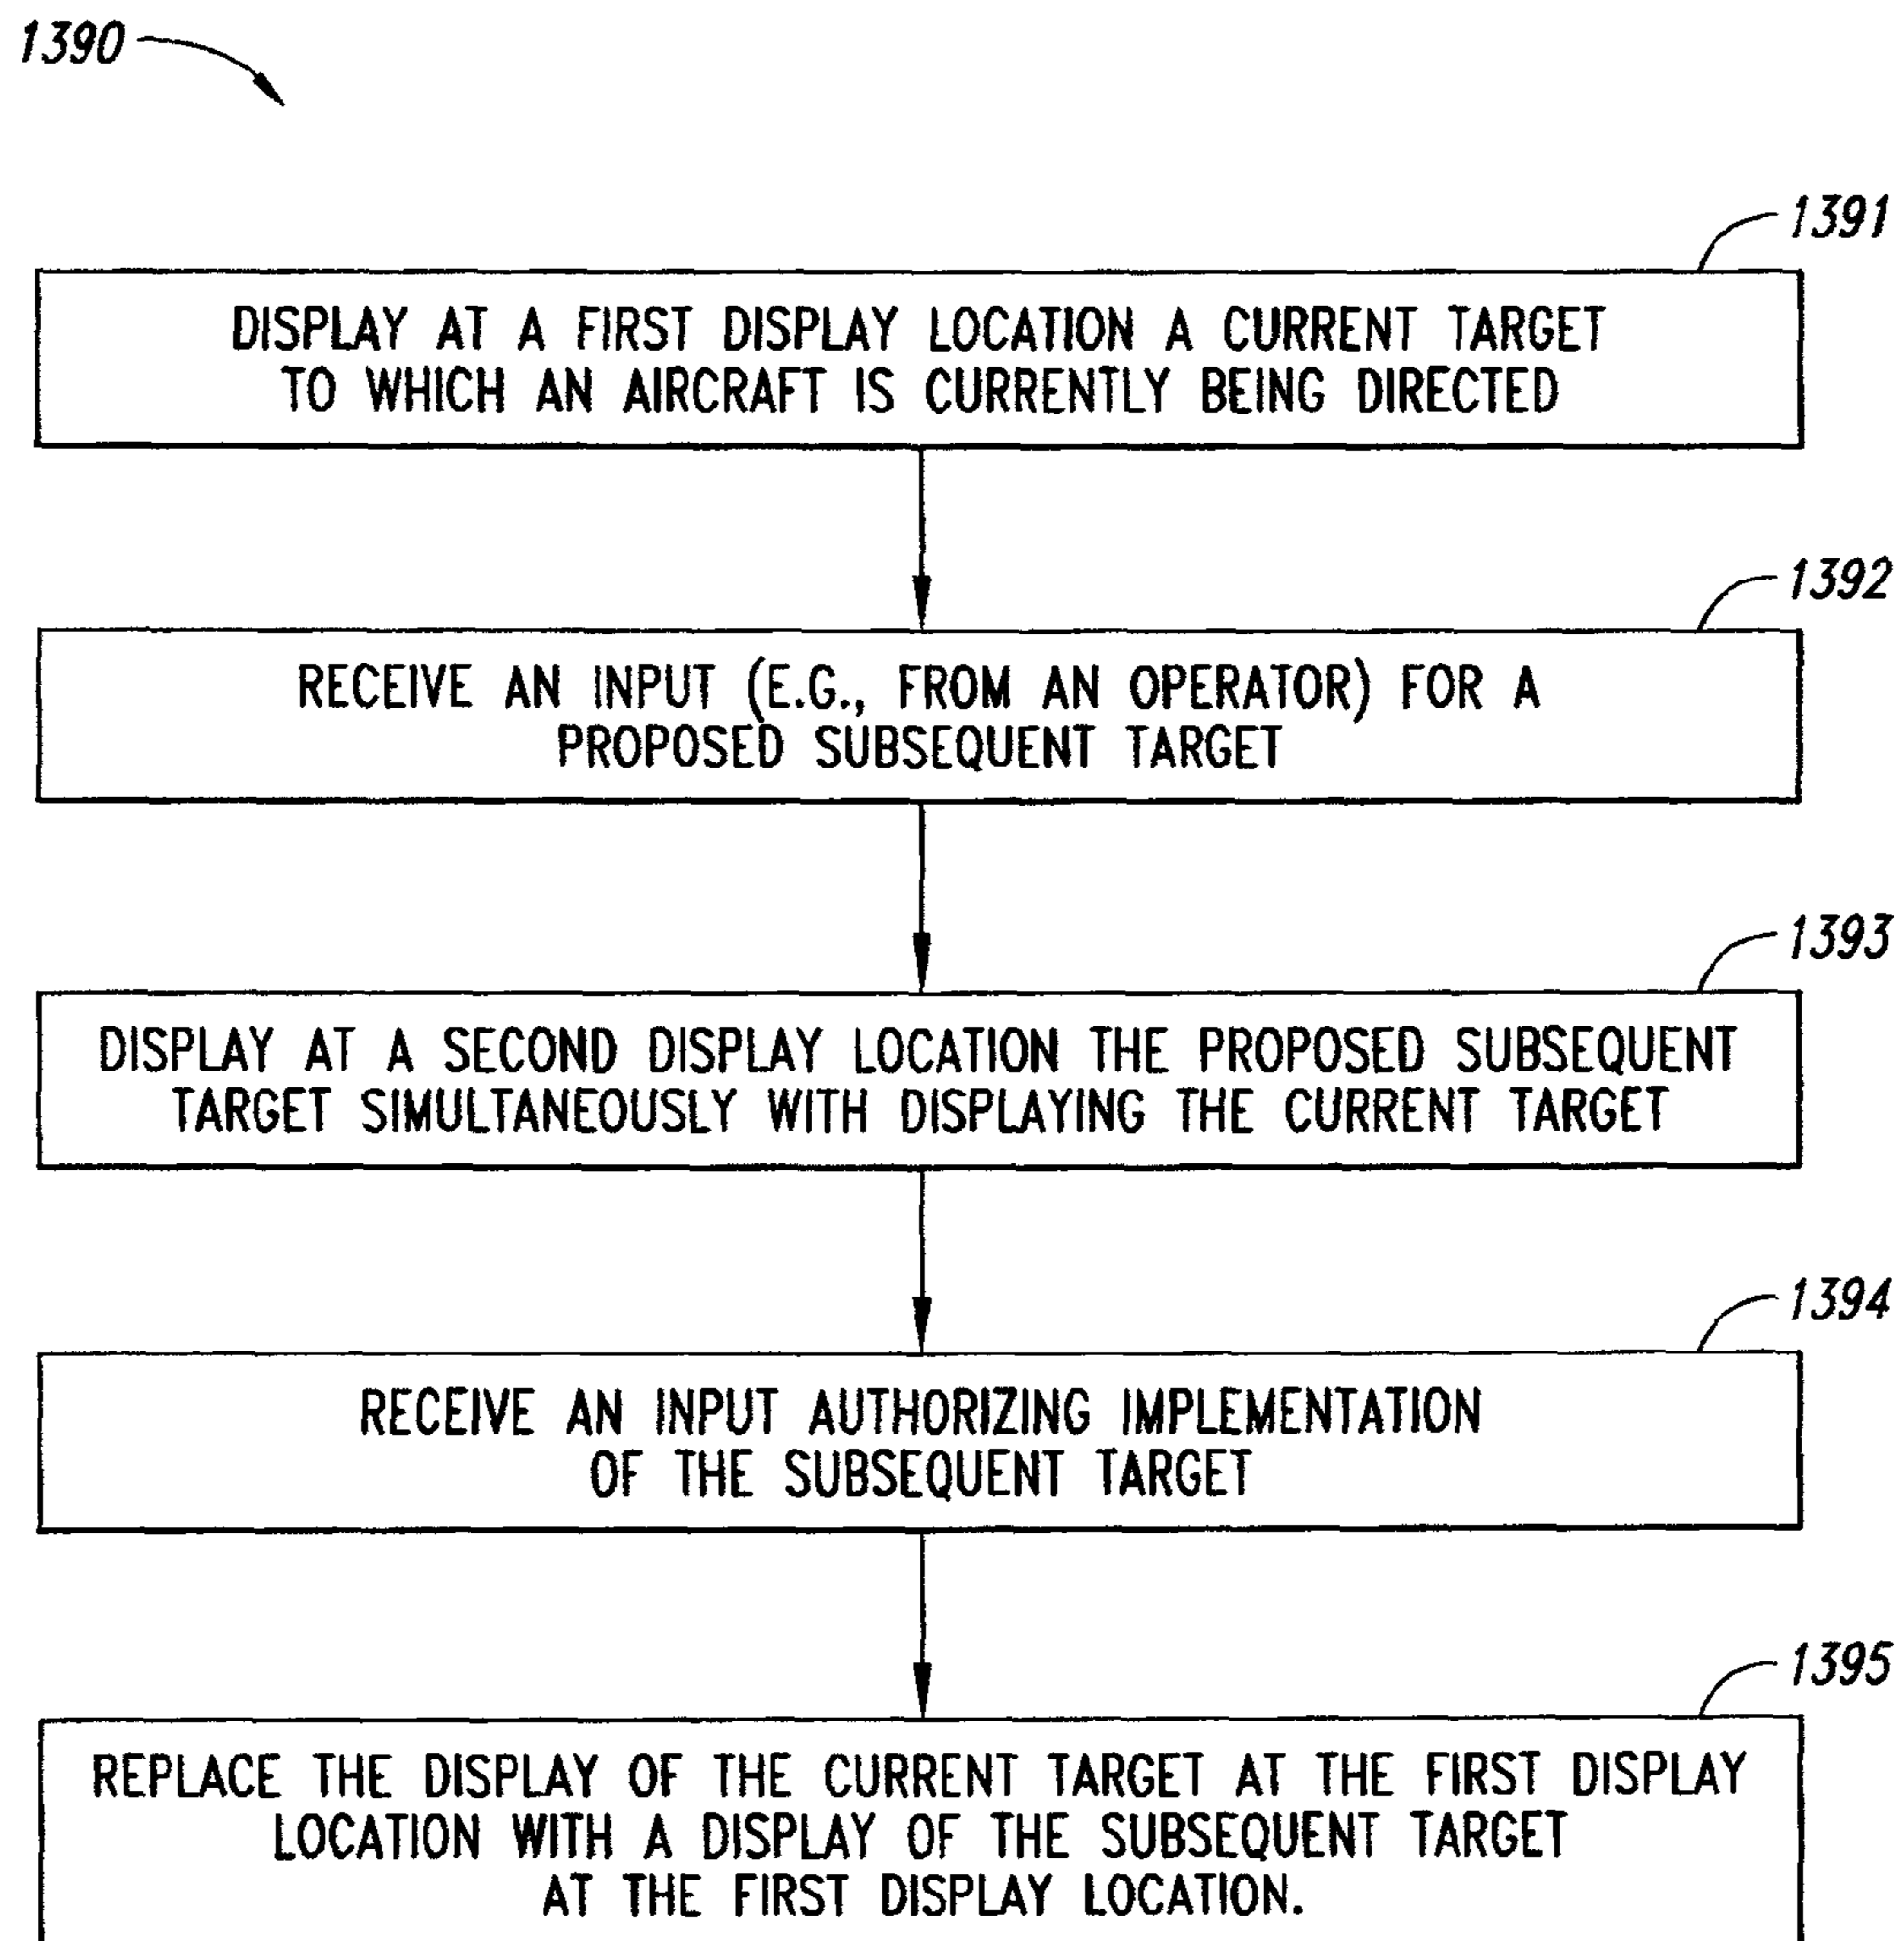 1390
1391
DISPLAY AT A FIRST DISPLAY LOCATION A CURRENT TARGET
TO WHICH AN AIRCRAFT IS CURRENTLY BEING DIRECTED
1392
RECEIVE AN INPUT (E.G., FROM AN OPERATOR) FOR A
PROPOSED SUBSEQUENT TARGET
1393
DISPLAY AT A SECOND DISPLAY LOCATION THE PROPOSED SUBSEQUENT
TARGET SIMULTANEOUSLY WITH DISPLAYING THE CURRENT TARGET
1394
RECEIVE AN INPUT AUTHORIZING IMPLEMENTATION
OF THE SUBSEQUENT TARGET
1395
REPLACE THE DISPLAY OF THE CURRENT TARGET AT THE FIRST DISPLAY
LOCATION WITH A DISPLAY OF THE SUBSEQUENT TARGET
AT THE FIRST DISPLAY LOCATION.